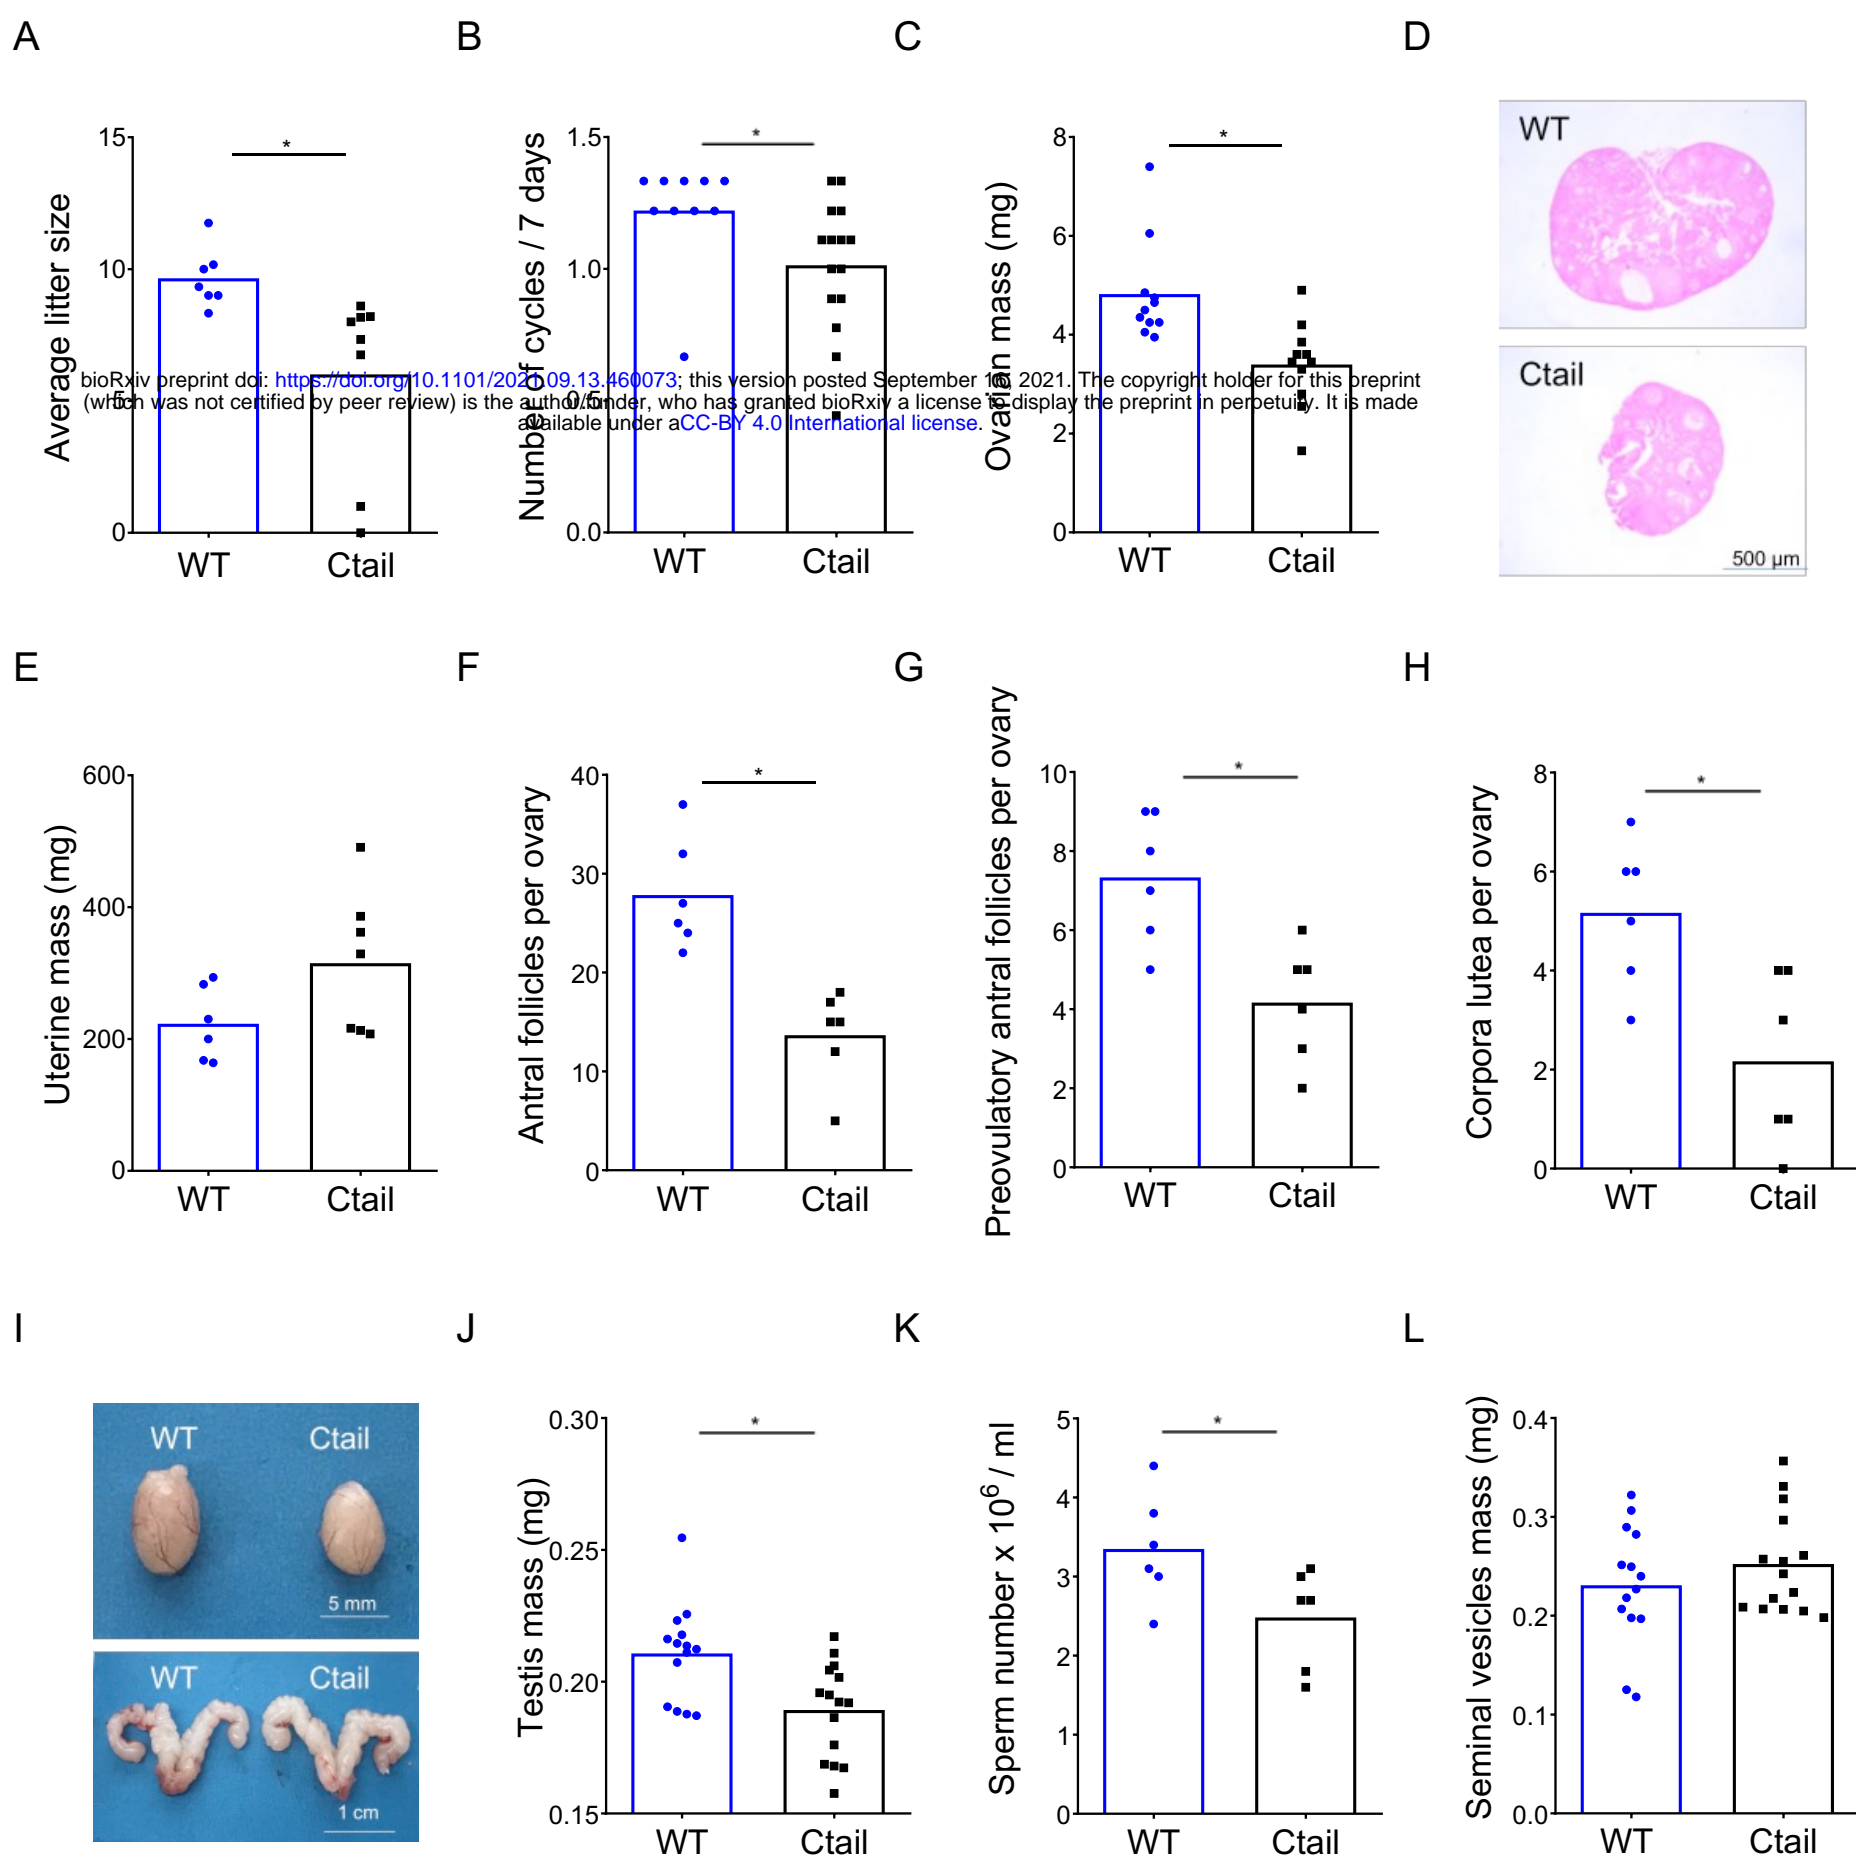 A
B
C
D
Average litter size
15
10
5
0
*
WT
Ctail
Number of cycles / 7 days
1.5
1.0
0.5
0.0
*
WT
Ctail
Ovarian mass (mg)
8
6
4
2
0
*
WT
Ctail
WT
Ctail
500 µm
bioRxiv preprint doi: https://doi.org/10.1101/2021.09.13.460073; this version posted September 16, 2021. The copyright holder for this preprint
(which was not certified by peer review) is the author/funder, who has granted bioRxiv a license to display the preprint in perpetuity. It is made
available under aCC-BY 4.0 International license.
E
F
G
H
Uterine mass (mg)
600
400
200
0
WT
Ctail
Antral follicles per ovary
40
30
20
10
0
*
WT
Ctail
Preovulatory antral follicles per ovary
10
8
6
4
2
0
*
WT
Ctail
Corpora lutea per ovary
8
6
4
2
0
*
WT
Ctail
I
J
K
L
WT
Ctail
5 mm
WT
Ctail
1 cm
Testis mass (mg)
0.30
0.25
0.20
0.15
*
WT
Ctail
Sperm number x 10⁶ / ml
5
4
3
2
1
0
*
WT
Ctail
Seminal vesicles mass (mg)
0.4
0.3
0.2
0.1
0.0
WT
Ctail